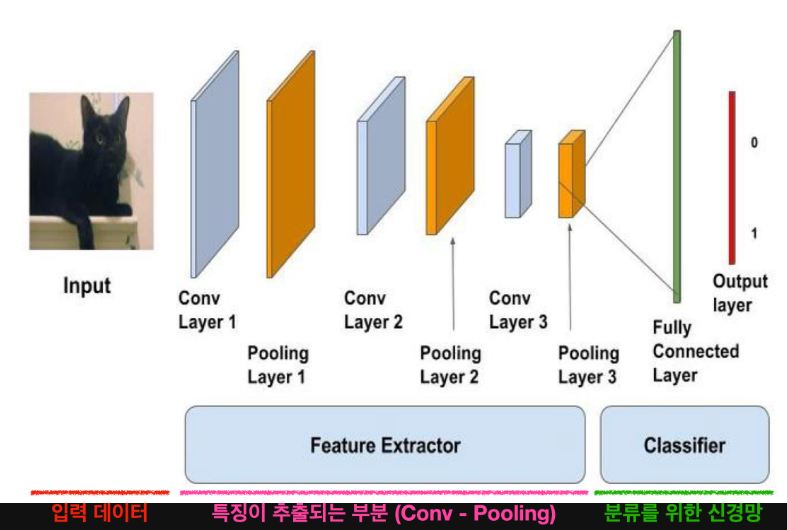 Input
Conv
Layer 1
Pooling
Layer 1
Conv
Layer 2
Pooling
Layer 2
Conv
Layer 3
Pooling
Layer 3
Fully
Connected
Layer
0
1
Output
layer
Feature Extractor
Classifier
입력 데이터
특징이 추출되는 부분 (Conv - Pooling)
분류를 위한 신경망